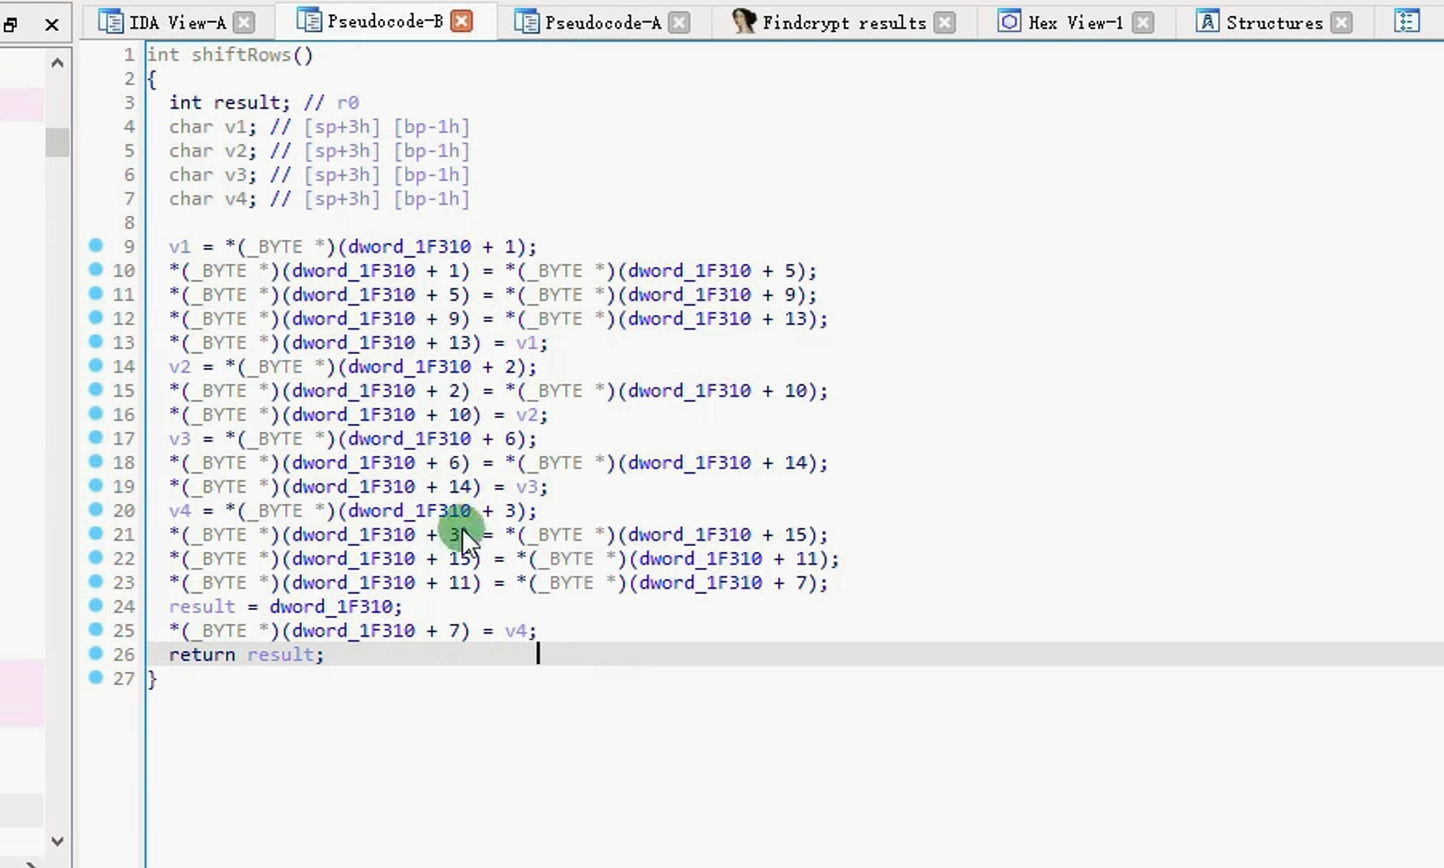 IDA View-A Pseudocode-B Pseudocode-A Findcrypt results Hex View-1 Structures
1 int shiftRows()
2 {
3 int result; // r0
4 char v1; // [sp+3h] [bp-1h]
5 char v2; // [sp+3h] [bp-1h]
6 char v3; // [sp+3h] [bp-1h]
7 char v4; // [sp+3h] [bp-1h]
8
9 v1 = *(_BYTE *)(dword_1F310 + 1);
10 *(_BYTE *)(dword_1F310 + 1) = *(_BYTE *)(dword_1F310 + 5);
11 *(_BYTE *)(dword_1F310 + 5) = *(_BYTE *)(dword_1F310 + 9);
12 *(_BYTE *)(dword_1F310 + 9) = *(_BYTE *)(dword_1F310 + 13);
13 *(_BYTE *)(dword_1F310 + 13) = v1;
14 v2 = *(_BYTE *)(dword_1F310 + 2);
15 *(_BYTE *)(dword_1F310 + 2) = *(_BYTE *)(dword_1F310 + 10);
16 *(_BYTE *)(dword_1F310 + 10) = v2;
17 v3 = *(_BYTE *)(dword_1F310 + 6);
18 *(_BYTE *)(dword_1F310 + 6) = *(_BYTE *)(dword_1F310 + 14);
19 *(_BYTE *)(dword_1F310 + 14) = v3;
20 v4 = *(_BYTE *)(dword_1F310 + 3);
21 *(_BYTE *)(dword_1F310 + 3) = *(_BYTE *)(dword_1F310 + 15);
22 *(_BYTE *)(dword_1F310 + 15) = *(_BYTE *)(dword_1F310 + 11);
23 *(_BYTE *)(dword_1F310 + 11) = *(_BYTE *)(dword_1F310 + 7);
24 result = dword_1F310;
25 *(_BYTE *)(dword_1F310 + 7) = v4;
26 return result;
27 }